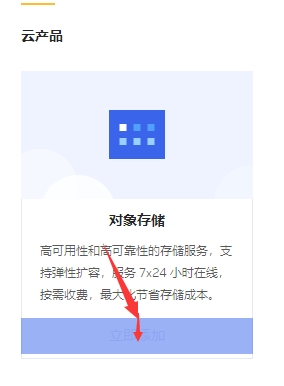 云产品
对象存储
高可用性和高可靠性的存储服务，支
持弹性扩容，服务 7x24 小时在线，
按需收费，最大化节省存储成本。
立即添加